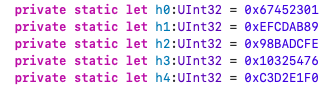 private static let h0:UInt32 = 0x67452301
private static let h1:UInt32 = 0xEFCDAB89
private static let h2:UInt32 = 0x98BADCFE
private static let h3:UInt32 = 0x10325476
private static let h4:UInt32 = 0xC3D2E1F0